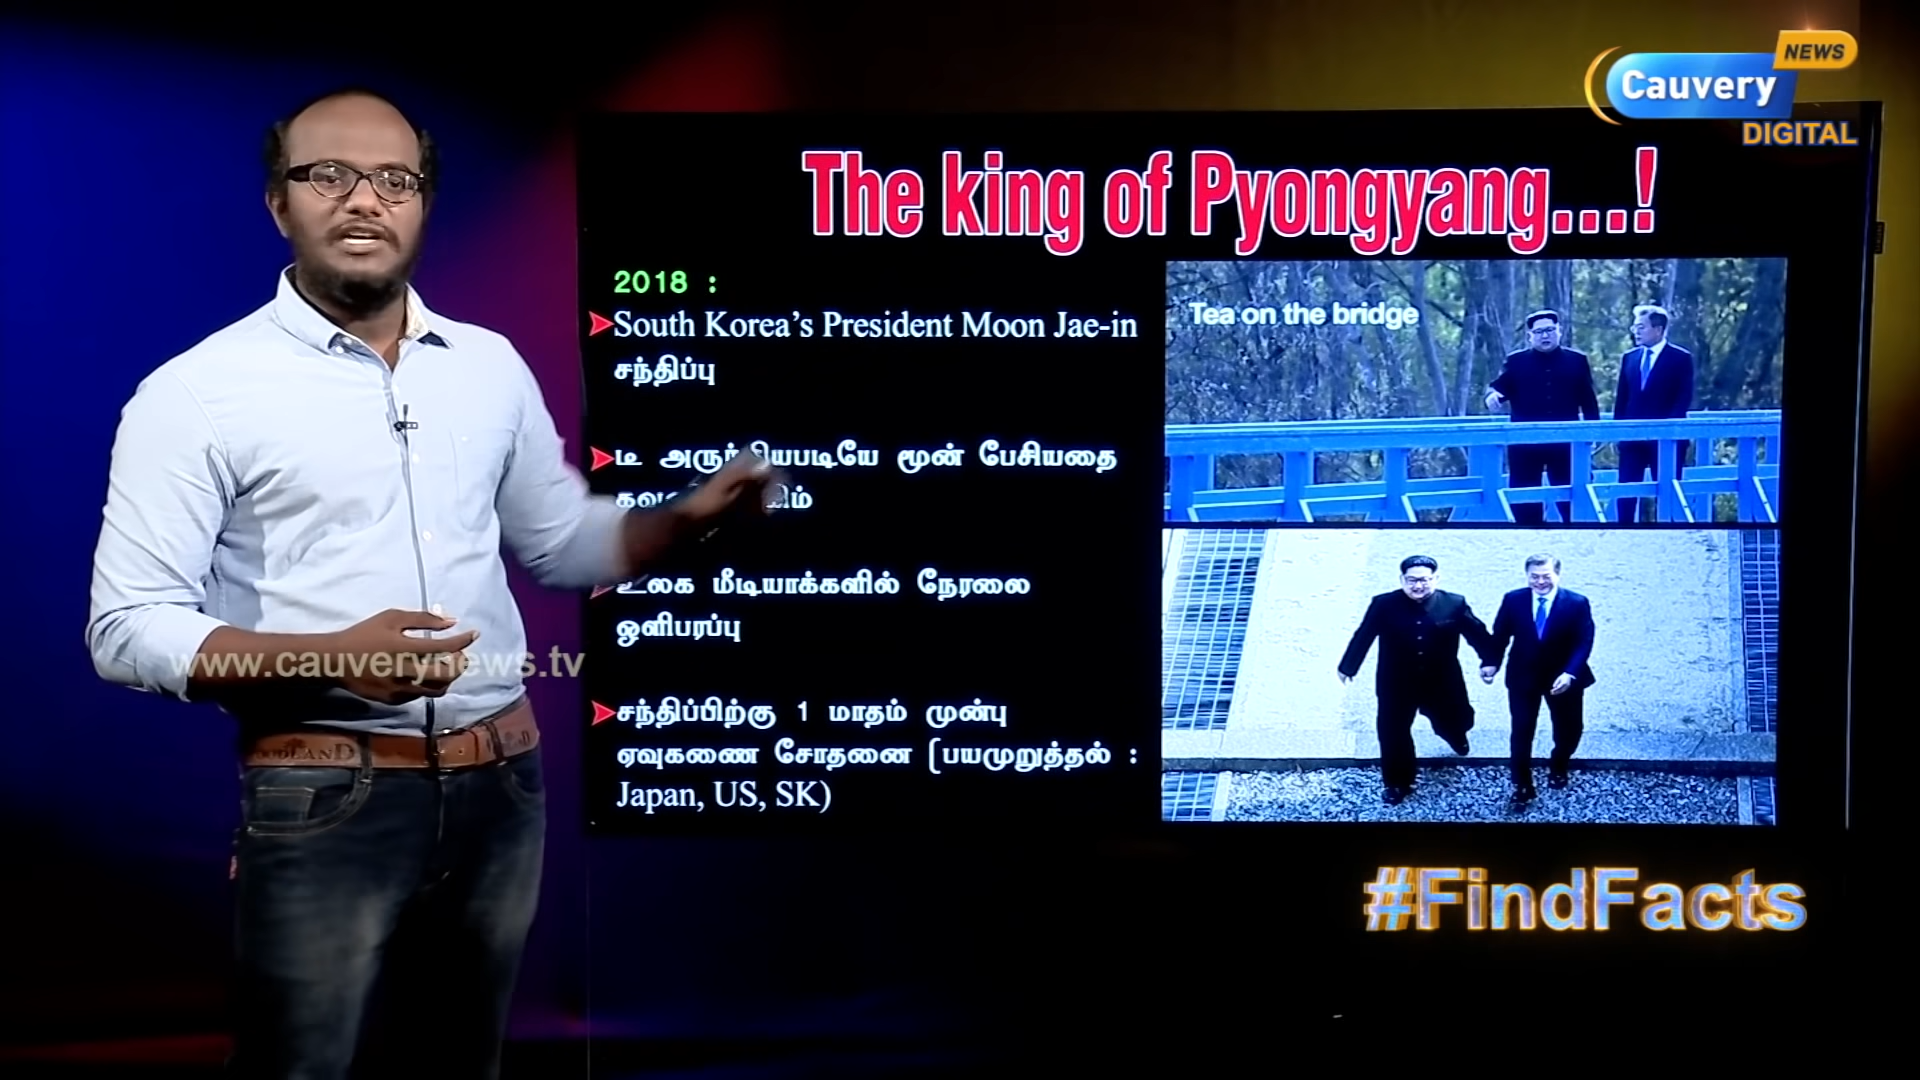 NEWS
Cauvery
DIGITAL
The king of Pyongyang...!
2018 :
South Korea's President Moon Jae-in
சந்திப்பு
Tea on the bridge
டீ மூன் பேசியதை
உலக மீடியாக்களில் நேரலை
ஒளிபரப்பு
www.cauverynews.tv
சந்திப்பிற்கு 1 மாதம் முன்பு
ஏவுகணை சோதனை (பயமுறுத்தல் :
Japan, US, SK)
#FindFacts